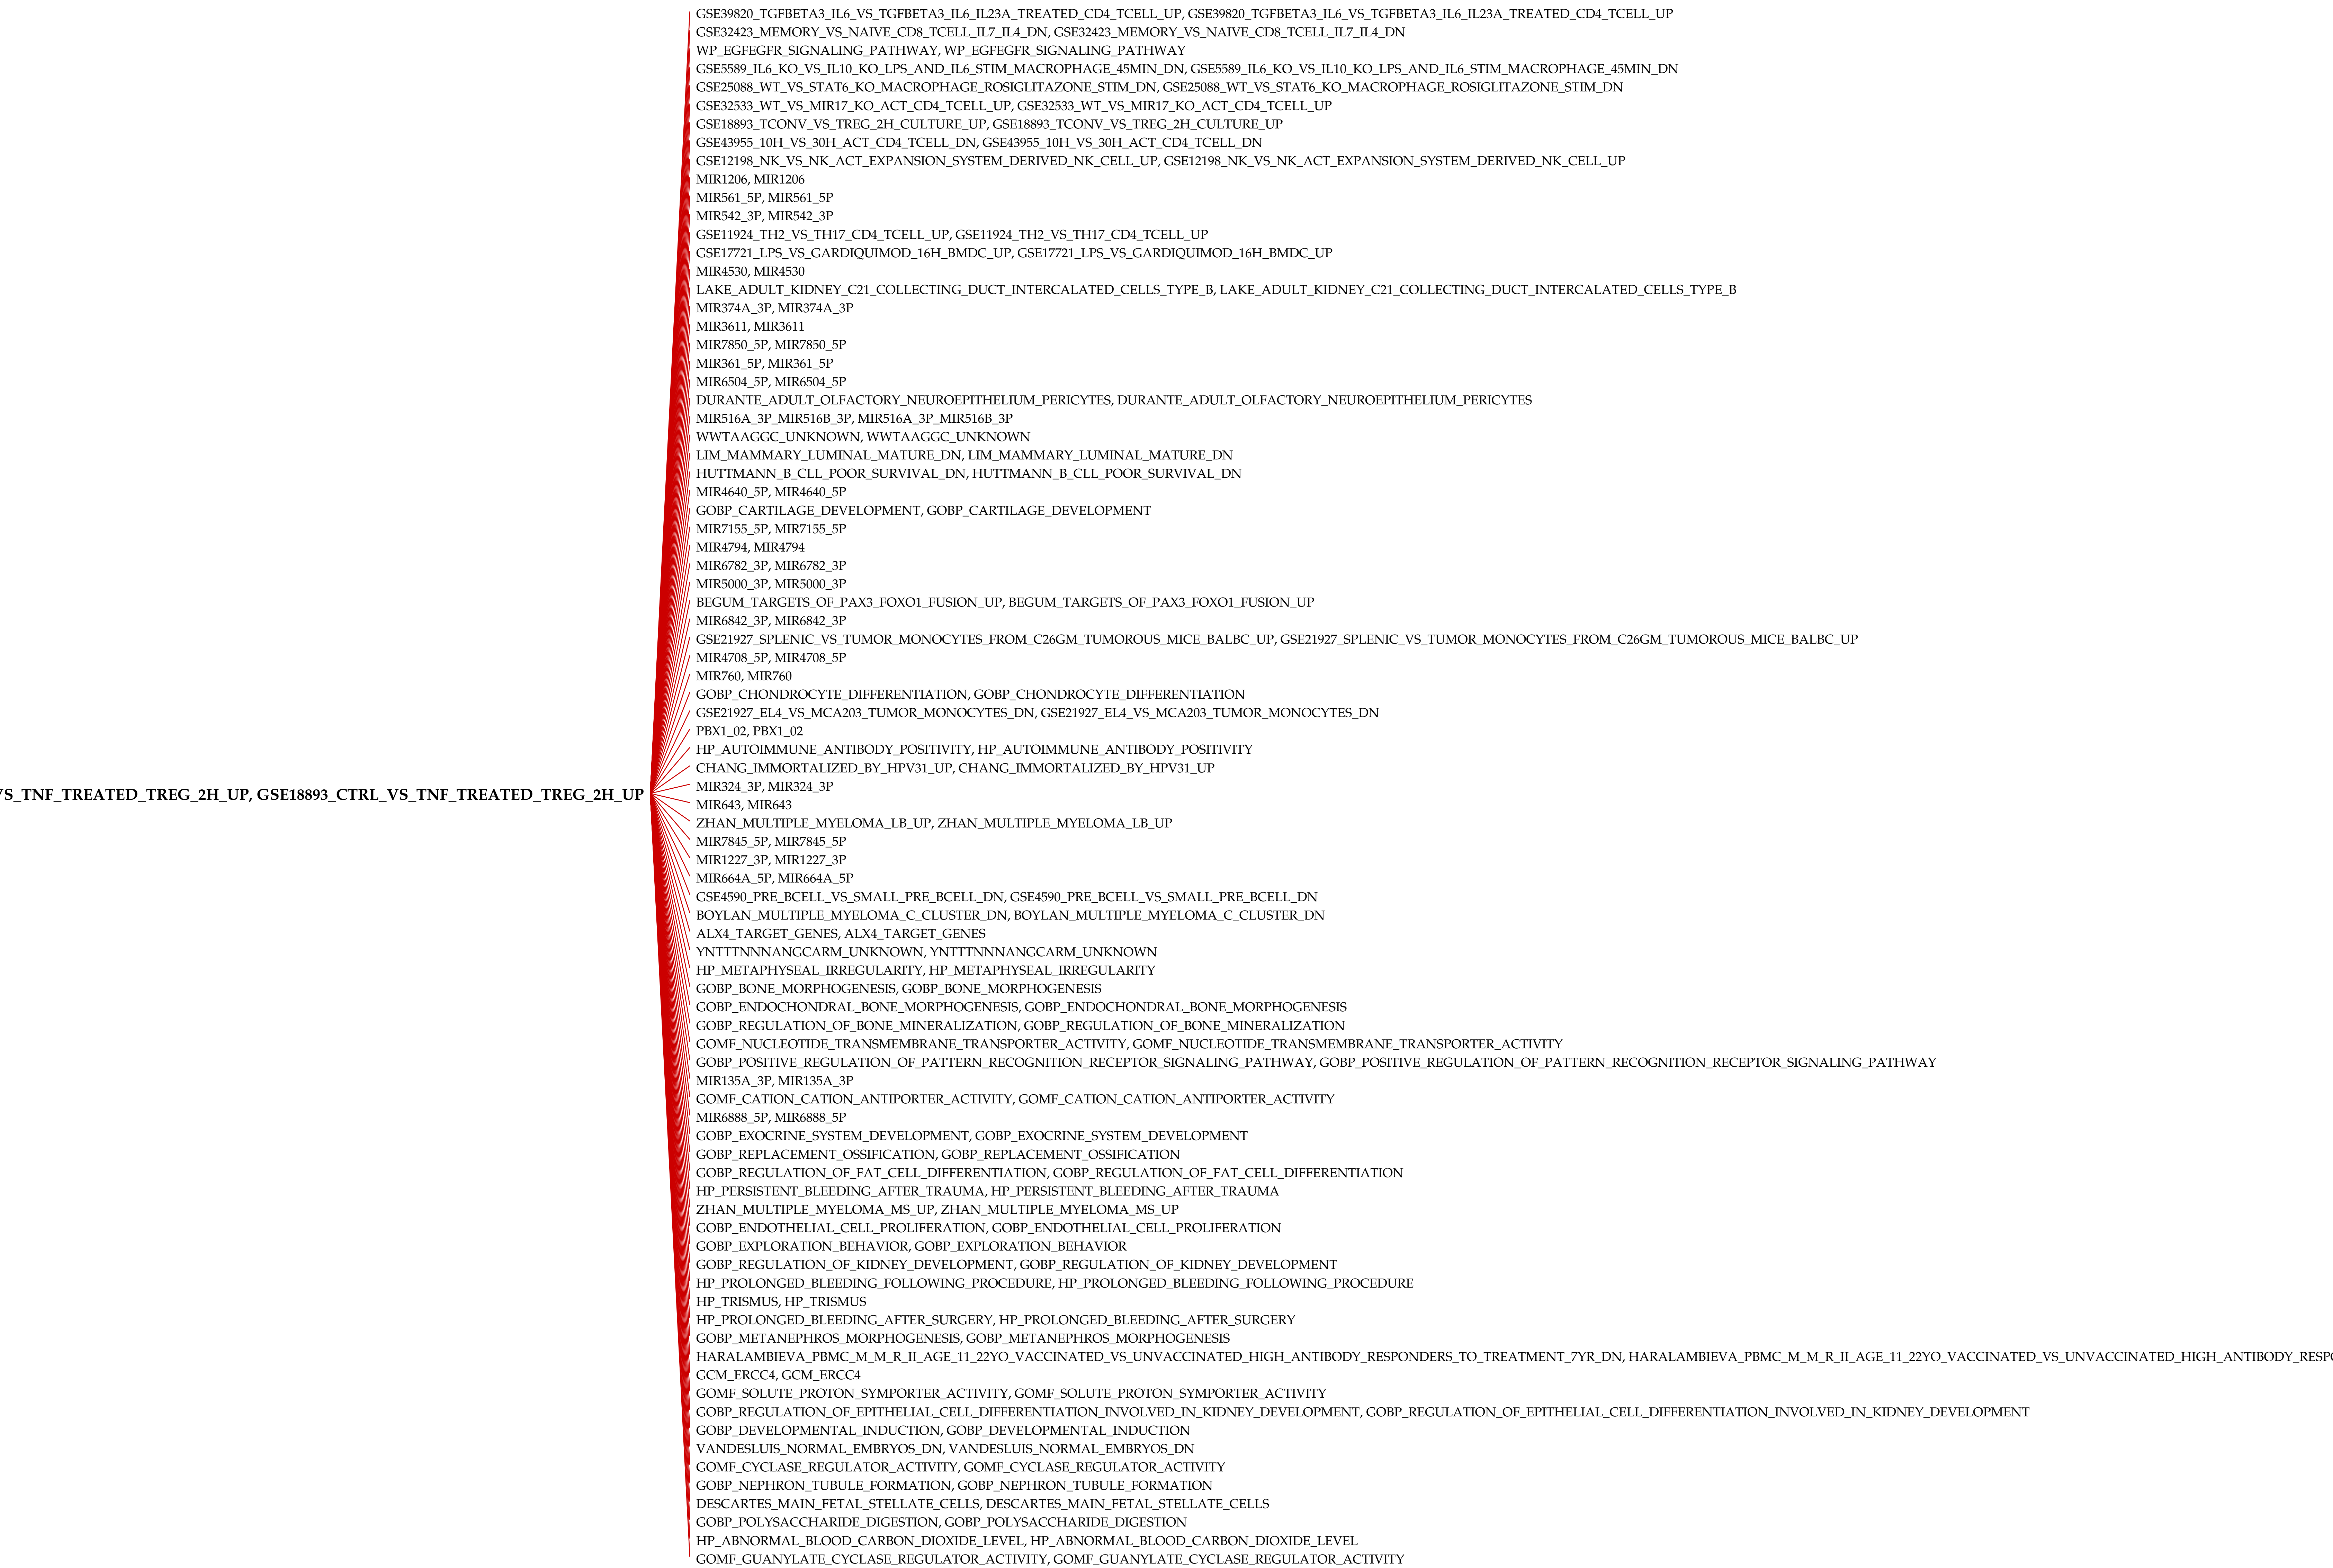 GSE39820_TGFBETA3_IL6_VS_TGFBETA3_IL6_IL23A_TREATED_CD4_TCELL_UP, GSE39820_TGFBETA3_IL6_VS_TGFBETA3_IL6_IL23A_TREATED_CD4_TCELL_UP
GSE32423_MEMORY_VS_NAIVE_CD8_TCELL_IL7_IL4_DN, GSE32423_MEMORY_VS_NAIVE_CD8_TCELL_IL7_IL4_DN
WP_EGFEGFR_SIGNALING_PATHWAY, WP_EGFEGFR_SIGNALING_PATHWAY
GSE5589_IL6_KO_VS_IL10_KO_LPS_AND_IL6_STIM_MACROPHAGE_45MIN_DN, GSE5589_IL6_KO_VS_IL10_KO_LPS_AND_IL6_STIM_MACROPHAGE_45MIN_DN
GSE25088_WT_VS_STAT6_KO_MACROPHAGE_ROSIGLITAZONE_STIM_DN, GSE25088_WT_VS_STAT6_KO_MACROPHAGE_ROSIGLITAZONE_STIM_DN
GSE32533_WT_VS_MIR17_KO_ACT_CD4_TCELL_UP, GSE32533_WT_VS_MIR17_KO_ACT_CD4_TCELL_UP
GSE18893_TCONV_VS_TREG_2H_CULTURE_UP, GSE18893_TCONV_VS_TREG_2H_CULTURE_UP
GSE43955_10H_VS_30H_ACT_CD4_TCELL_DN, GSE43955_10H_VS_30H_ACT_CD4_TCELL_DN
GSE12198_NK_VS_NK_ACT_EXPANSION_SYSTEM_DERIVED_NK_CELL_UP, GSE12198_NK_VS_NK_ACT_EXPANSION_SYSTEM_DERIVED_NK_CELL_UP
MIR1206, MIR1206
MIR561_5P, MIR561_5P
MIR542_3P, MIR542_3P
GSE11924_TH2_VS_TH17_CD4_TCELL_UP, GSE11924_TH2_VS_TH17_CD4_TCELL_UP
GSE17721_LPS_VS_GARDIQUIMOD_16H_BMDC_UP, GSE17721_LPS_VS_GARDIQUIMOD_16H_BMDC_UP
MIR4530, MIR4530
LAKE_ADULT_KIDNEY_C21_COLLECTING_DUCT_INTERCALATED_CELLS_TYPE_B, LAKE_ADULT_KIDNEY_C21_COLLECTING_DUCT_INTERCALATED_CELLS_TYPE_B
MIR374A_3P, MIR374A_3P
MIR3611, MIR3611
MIR7850_5P, MIR7850_5P
MIR361_5P, MIR361_5P
MIR6504_5P, MIR6504_5P
DURANTE_ADULT_OLFACTORY_NEUROEPITHELIUM_PERICYTES, DURANTE_ADULT_OLFACTORY_NEUROEPITHELIUM_PERICYTES
MIR516A_3P_MIR516B_3P, MIR516A_3P_MIR516B_3P
WWTAAGGC_UNKNOWN, WWTAAGGC_UNKNOWN
LIM_MAMMARY_LUMINAL_MATURE_DN, LIM_MAMMARY_LUMINAL_MATURE_DN
HUTTMANN_B_CLL_POOR_SURVIVAL_DN, HUTTMANN_B_CLL_POOR_SURVIVAL_DN
MIR4640_5P, MIR4640_5P
GOBP_CARTILAGE_DEVELOPMENT, GOBP_CARTILAGE_DEVELOPMENT
MIR7155_5P, MIR7155_5P
MIR4794, MIR4794
MIR6782_3P, MIR6782_3P
MIR5000_3P, MIR5000_3P
BEGUM_TARGETS_OF_PAX3_FOXO1_FUSION_UP, BEGUM_TARGETS_OF_PAX3_FOXO1_FUSION_UP
MIR6842_3P, MIR6842_3P
GSE21927_SPLENIC_VS_TUMOR_MONOCYTES_FROM_C26GM_TUMOROUS_MICE_BALBC_UP, GSE21927_SPLENIC_VS_TUMOR_MONOCYTES_FROM_C26GM_TUMOROUS_MICE_BALBC_UP
MIR4708_5P, MIR4708_5P
MIR760, MIR760
GOBP_CHONDROCYTE_DIFFERENTIATION, GOBP_CHONDROCYTE_DIFFERENTIATION
GSE21927_EL4_VS_MCA203_TUMOR_MONOCYTES_DN, GSE21927_EL4_VS_MCA203_TUMOR_MONOCYTES_DN
PBX1_02, PBX1_02
HP_AUTOIMMUNE_ANTIBODY_POSITIVITY, HP_AUTOIMMUNE_ANTIBODY_POSITIVITY
CHANG_IMMORTALIZED_BY_HPV31_UP, CHANG_IMMORTALIZED_BY_HPV31_UP
MIR324_3P, MIR324_3P
VS_TNF_TREATED_TREG_2H_UP, GSE18893_CTRL_VS_TNF_TREATED_TREG_2H_UP
MIR643, MIR643
ZHAN_MULTIPLE_MYELOMA_LB_UP, ZHAN_MULTIPLE_MYELOMA_LB_UP
MIR7845_5P, MIR7845_5P
MIR1227_3P, MIR1227_3P
MIR664A_5P, MIR664A_5P
GSE4590_PRE_BCELL_VS_SMALL_PRE_BCELL_DN, GSE4590_PRE_BCELL_VS_SMALL_PRE_BCELL_DN
BOYLAN_MULTIPLE_MYELOMA_C_CLUSTER_DN, BOYLAN_MULTIPLE_MYELOMA_C_CLUSTER_DN
ALX4_TARGET_GENES, ALX4_TARGET_GENES
YNTTTNNNANGCARM_UNKNOWN, YNTTTNNNANGCARM_UNKNOWN
HP_METAPHYSEAL_IRREGULARITY, HP_METAPHYSEAL_IRREGULARITY
GOBP_BONE_MORPHOGENESIS, GOBP_BONE_MORPHOGENESIS
GOBP_ENDOCHONDRAL_BONE_MORPHOGENESIS, GOBP_ENDOCHONDRAL_BONE_MORPHOGENESIS
GOBP_REGULATION_OF_BONE_MINERALIZATION, GOBP_REGULATION_OF_BONE_MINERALIZATION
GOMF_NUCLEOTIDE_TRANSMEMBRANE_TRANSPORTER_ACTIVITY, GOMF_NUCLEOTIDE_TRANSMEMBRANE_TRANSPORTER_ACTIVITY
GOBP_POSITIVE_REGULATION_OF_PATTERN_RECOGNITION_RECEPTOR_SIGNALING_PATHWAY, GOBP_POSITIVE_REGULATION_OF_PATTERN_RECOGNITION_RECEPTOR_SIGNALING_PATHWAY
MIR135A_3P, MIR135A_3P
GOMF_CATION_CATION_ANTIPORTER_ACTIVITY, GOMF_CATION_CATION_ANTIPORTER_ACTIVITY
MIR6888_5P, MIR6888_5P
GOBP_EXOCRINE_SYSTEM_DEVELOPMENT, GOBP_EXOCRINE_SYSTEM_DEVELOPMENT
GOBP_REPLACEMENT_OSSIFICATION, GOBP_REPLACEMENT_OSSIFICATION
GOBP_REGULATION_OF_FAT_CELL_DIFFERENTIATION, GOBP_REGULATION_OF_FAT_CELL_DIFFERENTIATION
HP_PERSISTENT_BLEEDING_AFTER_TRAUMA, HP_PERSISTENT_BLEEDING_AFTER_TRAUMA
ZHAN_MULTIPLE_MYELOMA_MS_UP, ZHAN_MULTIPLE_MYELOMA_MS_UP
GOBP_ENDOTHELIAL_CELL_PROLIFERATION, GOBP_ENDOTHELIAL_CELL_PROLIFERATION
GOBP_EXPLORATION_BEHAVIOR, GOBP_EXPLORATION_BEHAVIOR
GOBP_REGULATION_OF_KIDNEY_DEVELOPMENT, GOBP_REGULATION_OF_KIDNEY_DEVELOPMENT
HP_PROLONGED_BLEEDING_FOLLOWING_PROCEDURE, HP_PROLONGED_BLEEDING_FOLLOWING_PROCEDURE
HP_TRISMUS, HP_TRISMUS
HP_PROLONGED_BLEEDING_AFTER_SURGERY, HP_PROLONGED_BLEEDING_AFTER_SURGERY
GOBP_METANEPHROS_MORPHOGENESIS, GOBP_METANEPHROS_MORPHOGENESIS
HARALAMBIEVA_PBMC_M_M_R_II_AGE_11_22YO_VACCINATED_VS_UNVACCINATED_HIGH_ANTIBODY_RESPONDERS_TO_TREATMENT_7YR_DN, HARALAMBIEVA_PBMC_M_M_R_II_AGE_11_22YO_VACCINATED_VS_UNVACCINATED_HIGH_ANTIBODY_RESP
GCM_ERCC4, GCM_ERCC4
GOMF_SOLUTE_PROTON_SYMPORTER_ACTIVITY, GOMF_SOLUTE_PROTON_SYMPORTER_ACTIVITY
GOBP_REGULATION_OF_EPITHELIAL_CELL_DIFFERENTIATION_INVOLVED_IN_KIDNEY_DEVELOPMENT, GOBP_REGULATION_OF_EPITHELIAL_CELL_DIFFERENTIATION_INVOLVED_IN_KIDNEY_DEVELOPMENT
GOBP_DEVELOPMENTAL_INDUCTION, GOBP_DEVELOPMENTAL_INDUCTION
VANDESLUIS_NORMAL_EMBRYOS_DN, VANDESLUIS_NORMAL_EMBRYOS_DN
GOMF_CYCLASE_REGULATOR_ACTIVITY, GOMF_CYCLASE_REGULATOR_ACTIVITY
GOBP_NEPHRON_TUBULE_FORMATION, GOBP_NEPHRON_TUBULE_FORMATION
DESCARTES_MAIN_FETAL_STELLATE_CELLS, DESCARTES_MAIN_FETAL_STELLATE_CELLS
GOBP_POLYSACCHARIDE_DIGESTION, GOBP_POLYSACCHARIDE_DIGESTION
HP_ABNORMAL_BLOOD_CARBON_DIOXIDE_LEVEL, HP_ABNORMAL_BLOOD_CARBON_DIOXIDE_LEVEL
GOMF_GUANYLATE_CYCLASE_REGULATOR_ACTIVITY, GOMF_GUANYLATE_CYCLASE_REGULATOR_ACTIVITY